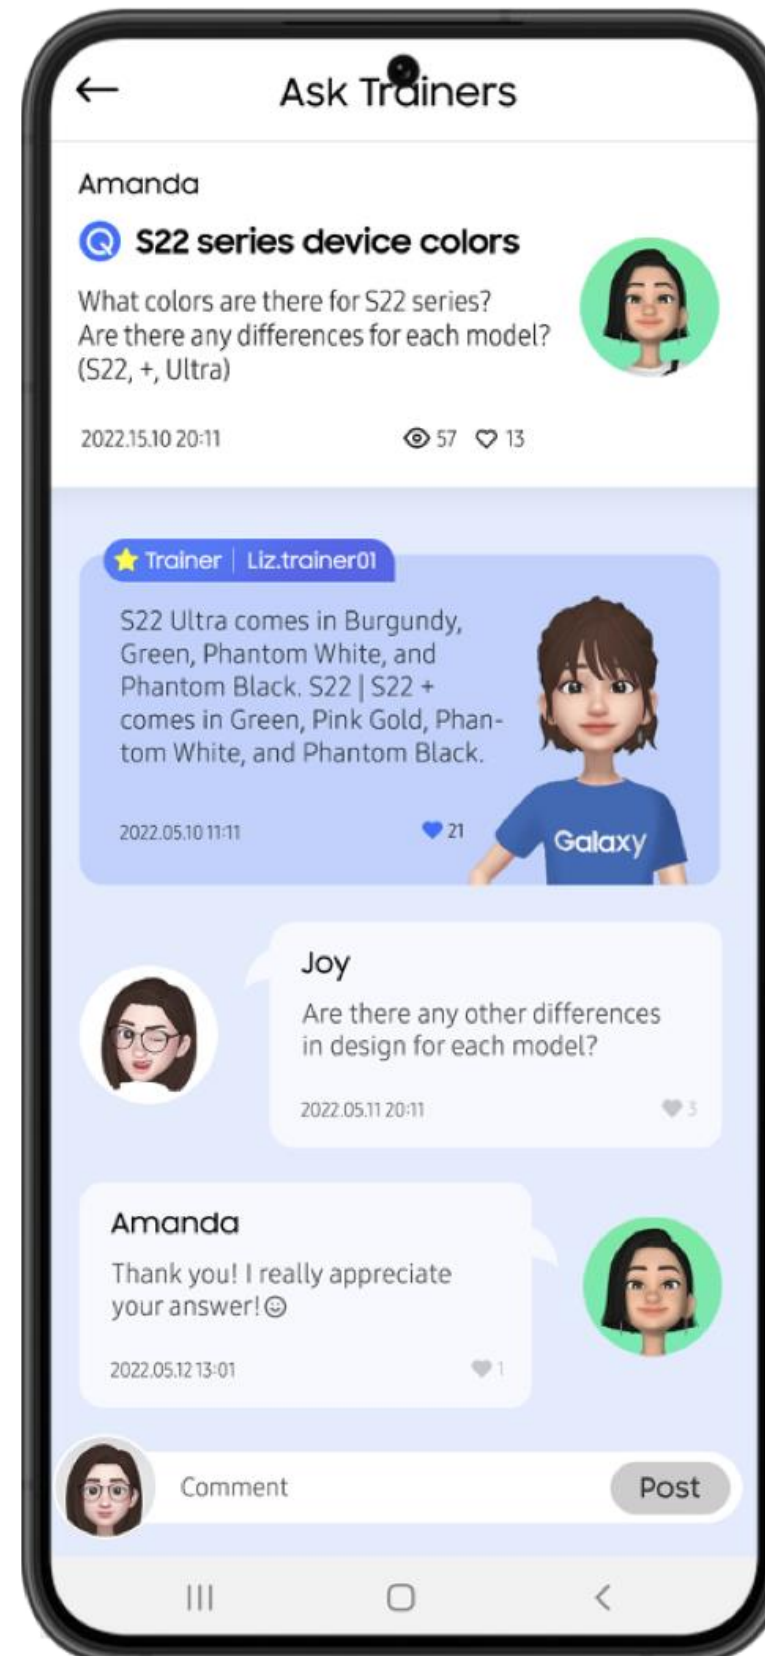 Ask Trainers
Amanda
Q S22 series device colors
What colors are there for S22 series?
Are there any differences for each model?
(S22, +, Ultra)
2022.15.10 20:11 57 13
Trainer | Liz.trainer01
S22 Ultra comes in Burgundy,
Green, Phantom White, and
Phantom Black. S22 | S22 +
comes in Green, Pink Gold, Phan-
tom White, and Phantom Black.
2022.05.10 11:11 21
Galaxy
Joy
Are there any other differences
in design for each model?
2022.05.11 20:11 3
Amanda
Thank you! I really appreciate
your answer!☺
2022.05.12 13:01 1
Comment Post